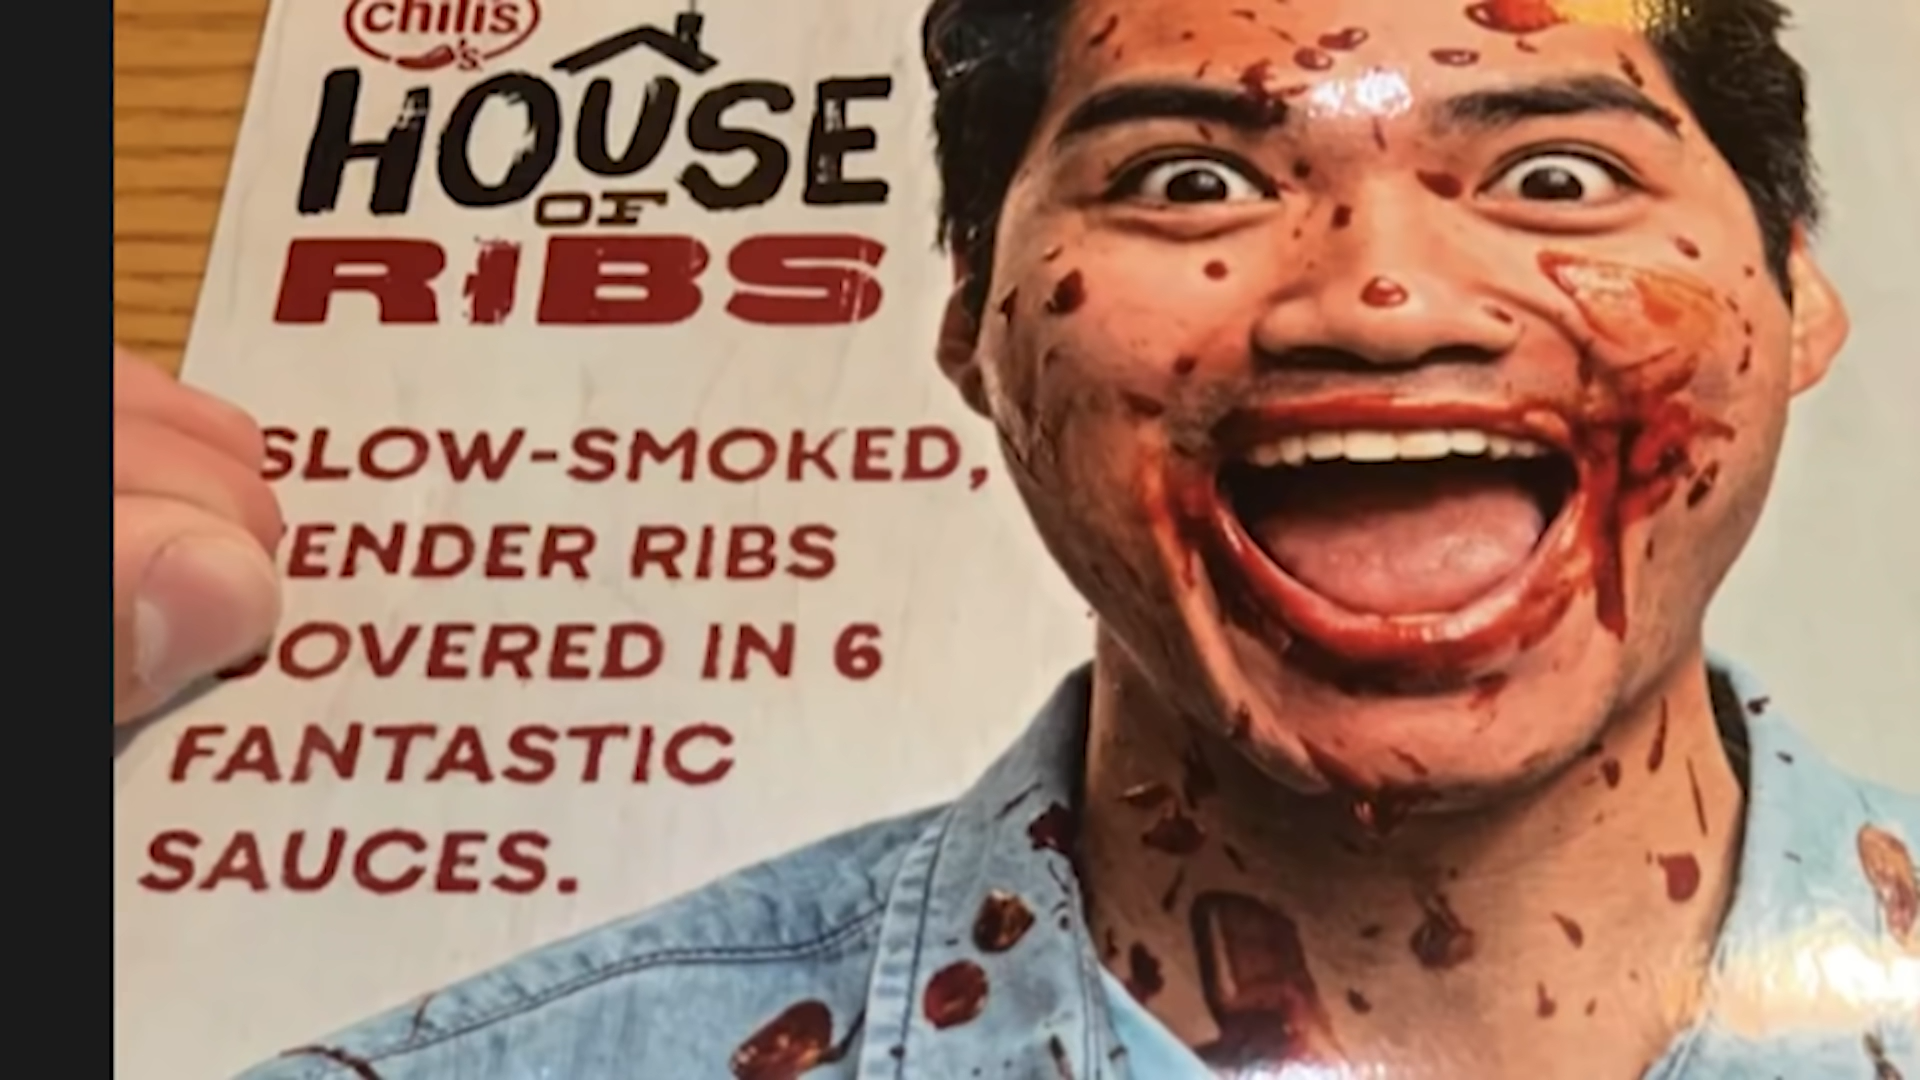 chili's
's
HOUSE
OF
RIBS
SLOW-SMOKED,
ENDER RIBS
OVERED IN 6
FANTASTIC
SAUCES.